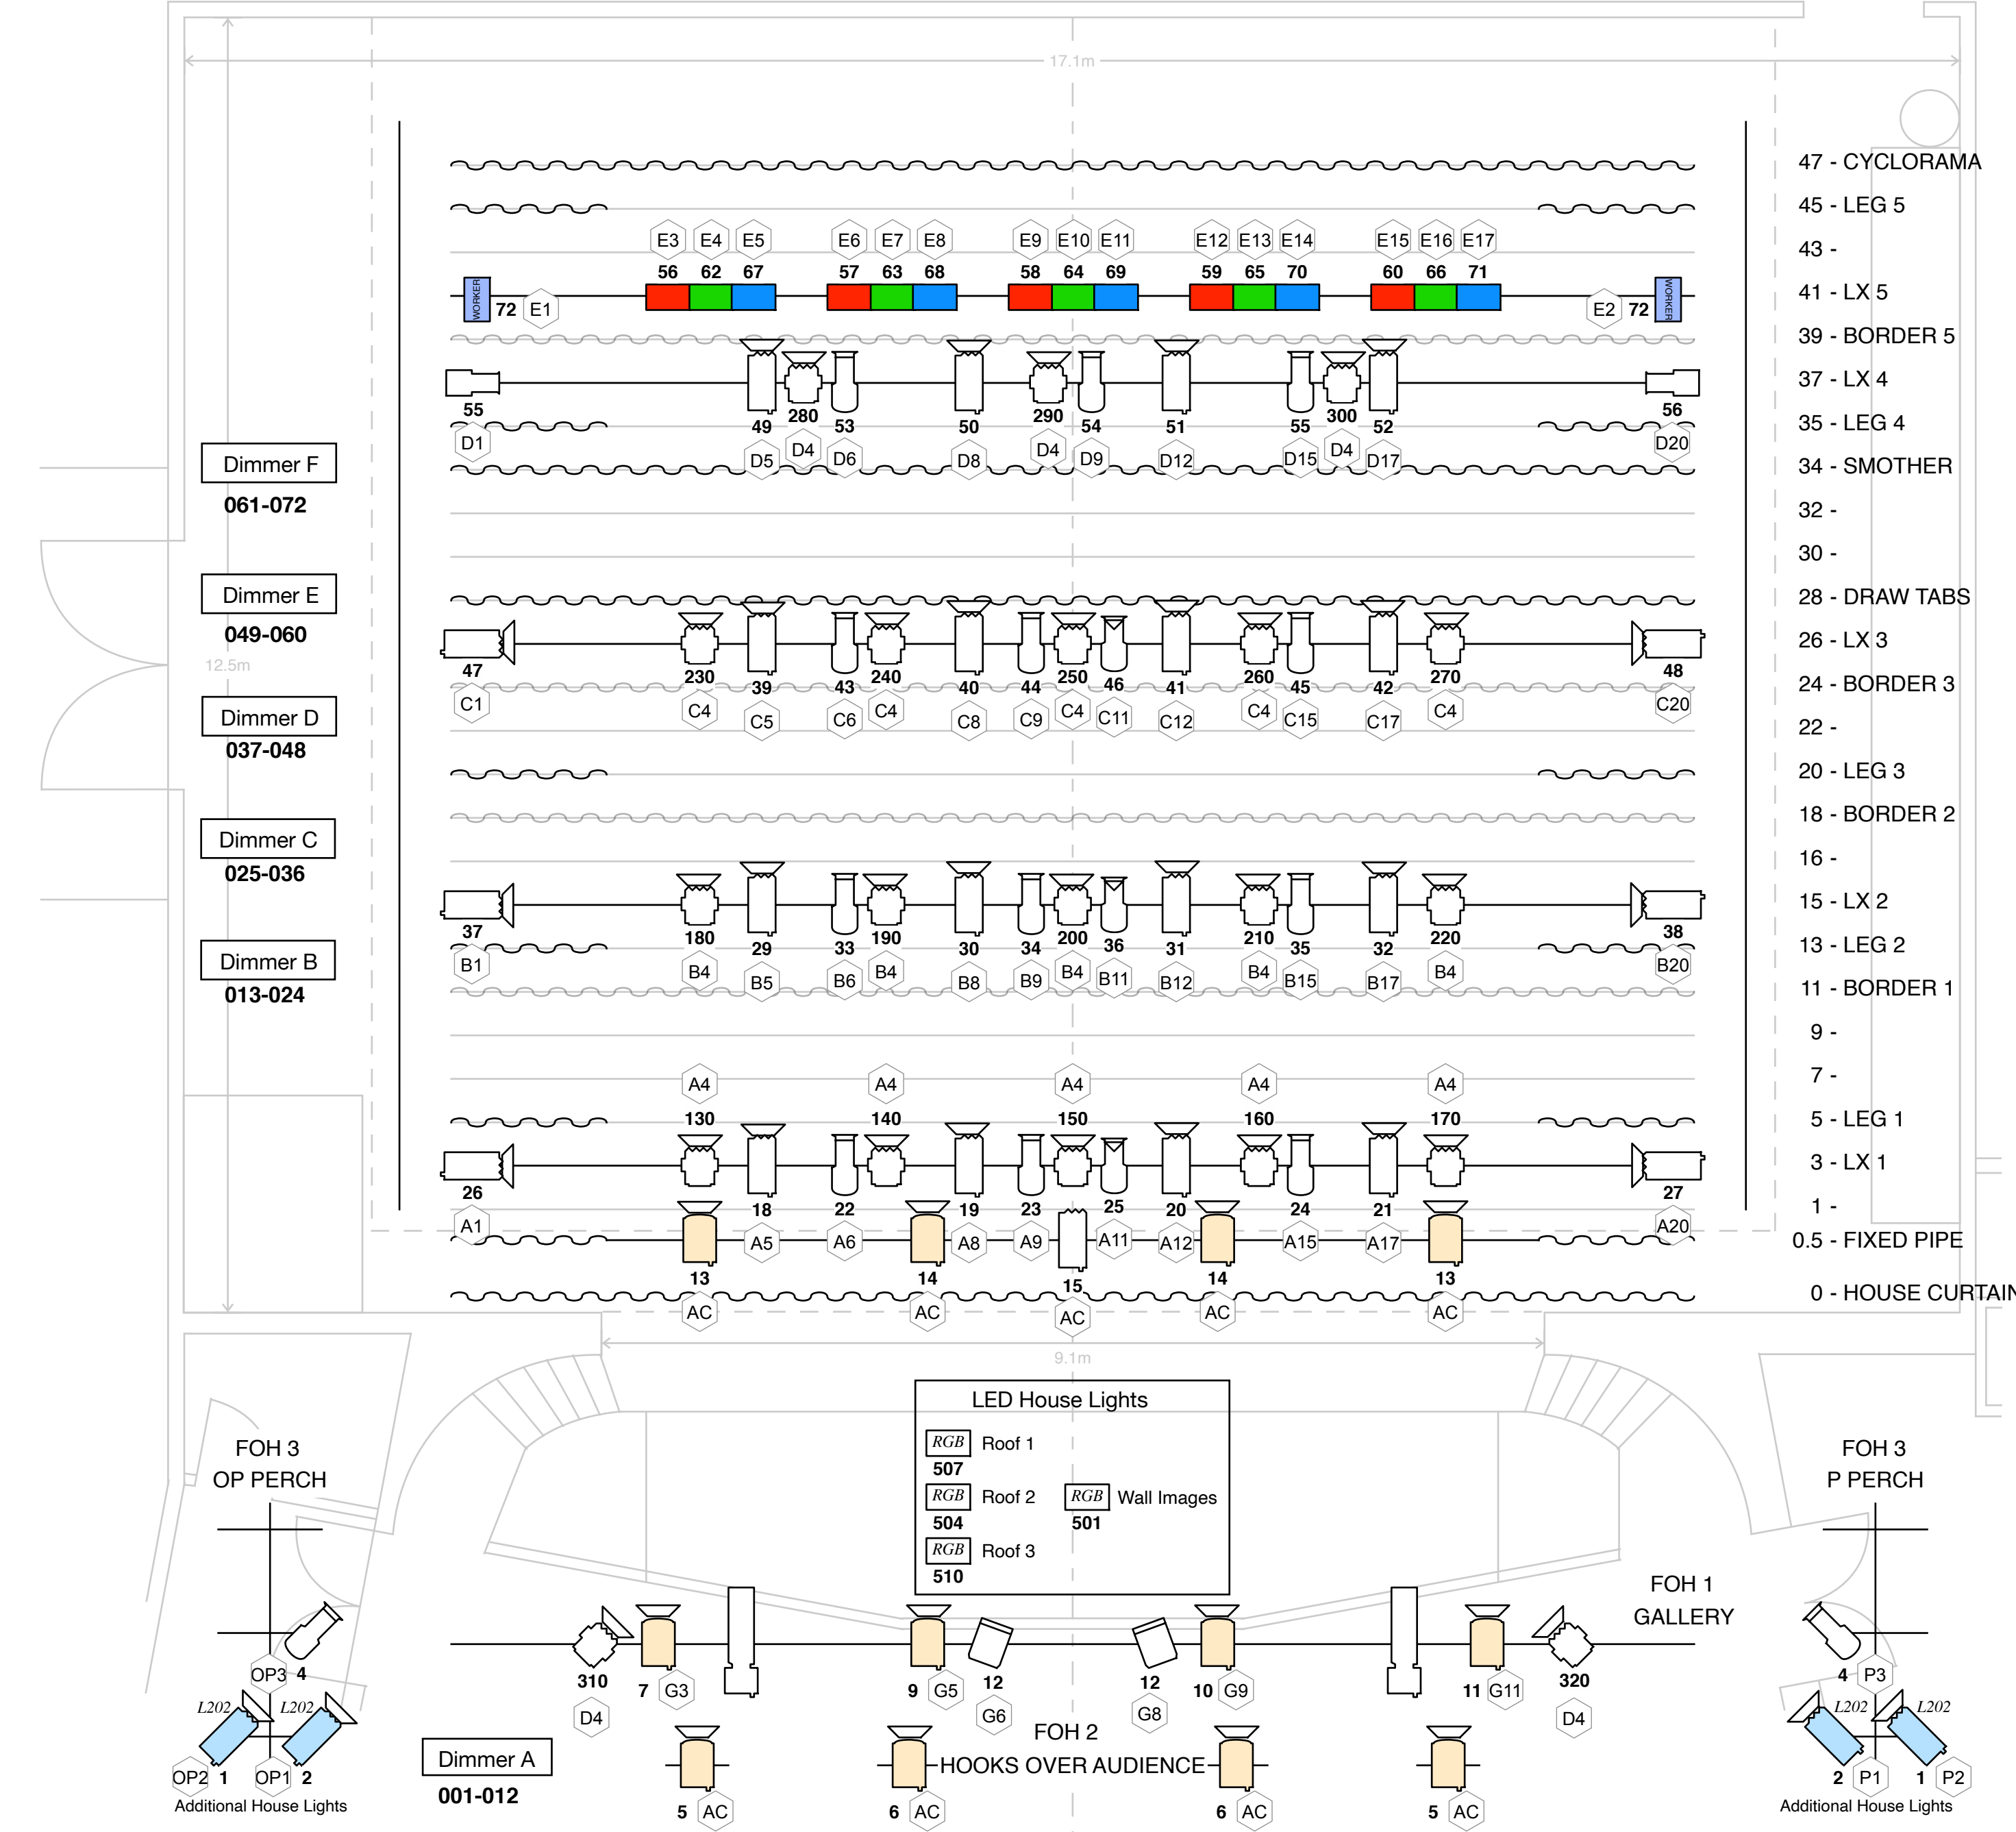 17.1m
47 - CYCLORAMA
45 - LEG 5
E3 E4 E5 E6 E7 E8 E9 E10 E11 E12 E13 E14 E15 E16 E17
43 -
56 62 67 57 63 68 58 64 69 59 65 70 60 66 71
WORKER 72 E1 E2 72 WORKER
41 - LX 5
39 - BORDER 5
37 - LX 4
55 49 280 53 50 290 54 51 55 300 52 56
35 - LEG 4
D1 D5 D4 D6 D8 D4 D9 D12 D15 D4 D17 D20
34 - SMOTHER
Dimmer F
061-072
32 -
30 -
Dimmer E
049-060
28 - DRAW TABS
26 - LX 3
12.5m
47 230 39 43 240 40 44 250 46 41 260 45 42 270 48
24 - BORDER 3
C1 C4 C5 C6 C4 C8 C9 C4 C11 C12 C4 C15 C17 C4 C20
Dimmer D
037-048
22 -
20 - LEG 3
18 - BORDER 2
Dimmer C
025-036
16 -
15 - LX 2
37 180 29 33 190 30 34 200 36 31 210 35 32 220 38
13 - LEG 2
B1 B4 B5 B6 B4 B8 B9 B4 B11 B12 B4 B15 B17 B4 B20
Dimmer B
013-024
11 - BORDER 1
9 -
7 -
A4 A4 A4 A4 A4
130 140 150 160 170
5 - LEG 1
3 - LX 1
26 18 22 19 23 25 20 24 21 27
1 -
A1 A5 A6 A8 A9 A11 A12 A15 A17 A20
0.5 - FIXED PIPE
13 14 15 14 13
0 - HOUSE CURTAIN
AC AC AC AC AC
9.1m
LED House Lights
RGB Roof 1
507
RGB Roof 2
504
RGB Wall Images
501
RGB Roof 3
510
FOH 3
OP PERCH
FOH 3
P PERCH
FOH 1
GALLERY
OP3 4
4 P3
310 7 G3 9 G5 12 12 10 G9 11 G11 320
D4 G6 G8 D4
L202 L202
L202 L202
FOH 2
HOOKS OVER AUDIENCE
Dimmer A
001-012
OP2 1 OP1 2
2 P1 1 P2
Additional House Lights
Additional House Lights
5 AC 6 AC 6 AC 5 AC